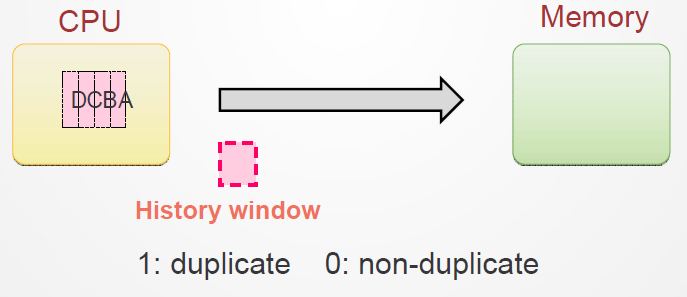 CPU
Memory
DCBA
History window
1: duplicate 0: non-duplicate